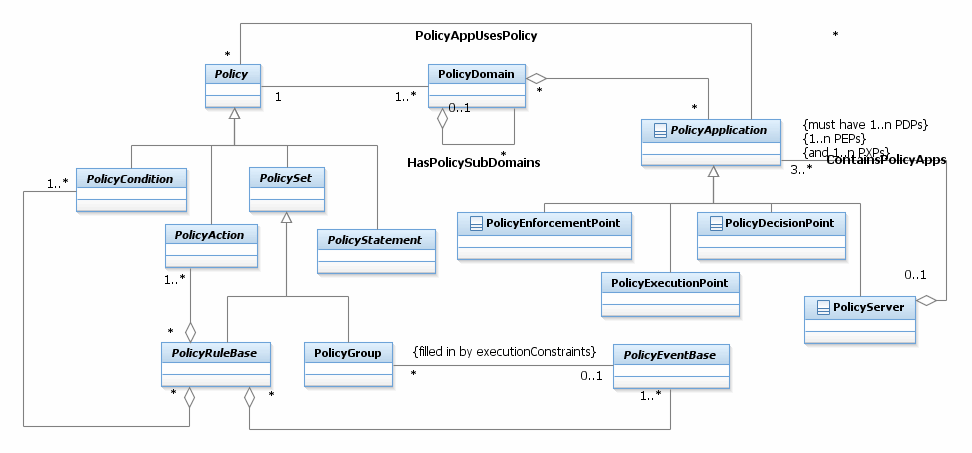 PolicyAppUsesPolicy
*
*
Policy
PolicyDomain
1
1..*
*
0..1
*
*
HasPolicySubDomains
PolicyApplication
{must have 1..n PDPs}
{1..n PEPs}
{and 1..n PXPs}
ContainsPolicyApps
3..*
1..*
PolicyCondition
PolicySet
PolicyAction
PolicyStatement
PolicyEnforcementPoint
PolicyDecisionPoint
1..*
PolicyExecutionPoint
0..1
PolicyServer
*
PolicyRuleBase
PolicyGroup
{filled in by executionConstraints}
PolicyEventBase
*
0..1
*
*
1..*